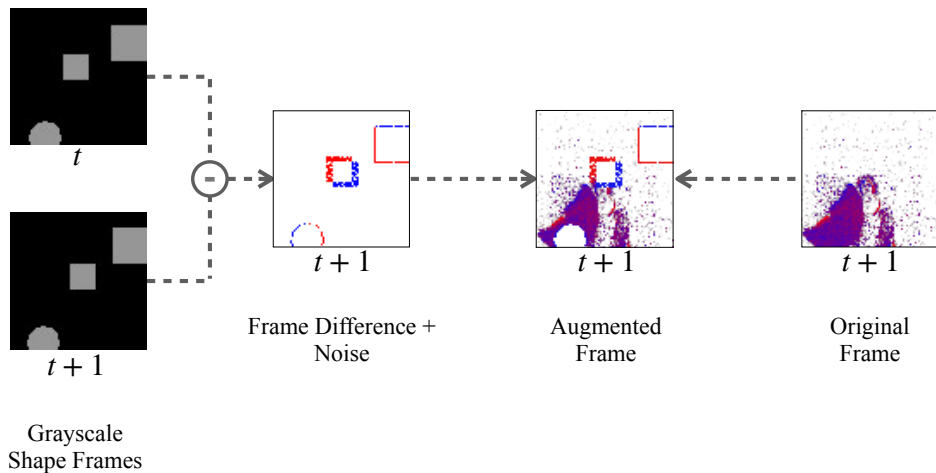 t
-
t + 1
t + 1
t + 1
t + 1
Frame Difference +
Noise
Augmented
Frame
Original
Frame
Grayscale
Shape Frames